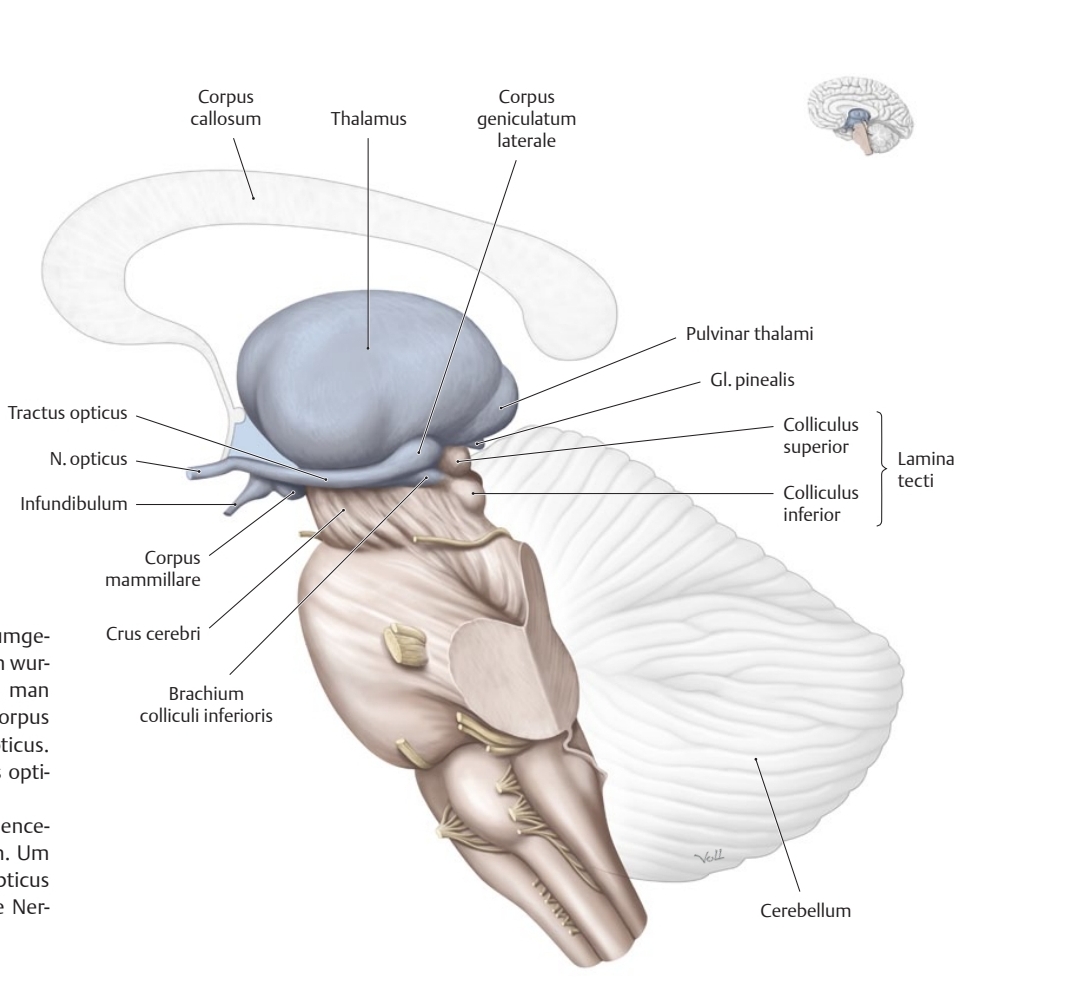 Corpus
callosum
Thalamus
Corpus
geniculatum
laterale
Pulvinar thalami
Gl. pinealis
Tractus opticus
Colliculus
superior
N. opticus
Lamina
tecti
Infundibulum
Colliculus
inferior
Corpus
mammillare
Crus cerebri
Brachium
colliculi inferioris
umge-
n wur-
man
orpus
ticus.
s opti-
ence-
n. Um
pticus
e Ner-
Cerebellum